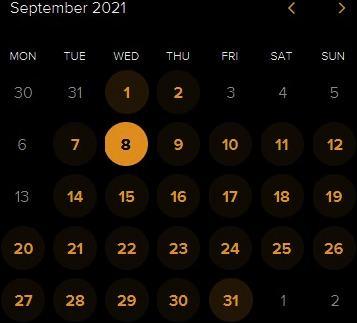 September 2021 < >
MON TUE WED THU FRI SAT SUN
30 31 1 2 3 4 5
6 7 8 9 10 11 12
13 14 15 16 17 18 19
20 21 22 23 24 25 26
27 28 29 30 31 1 2